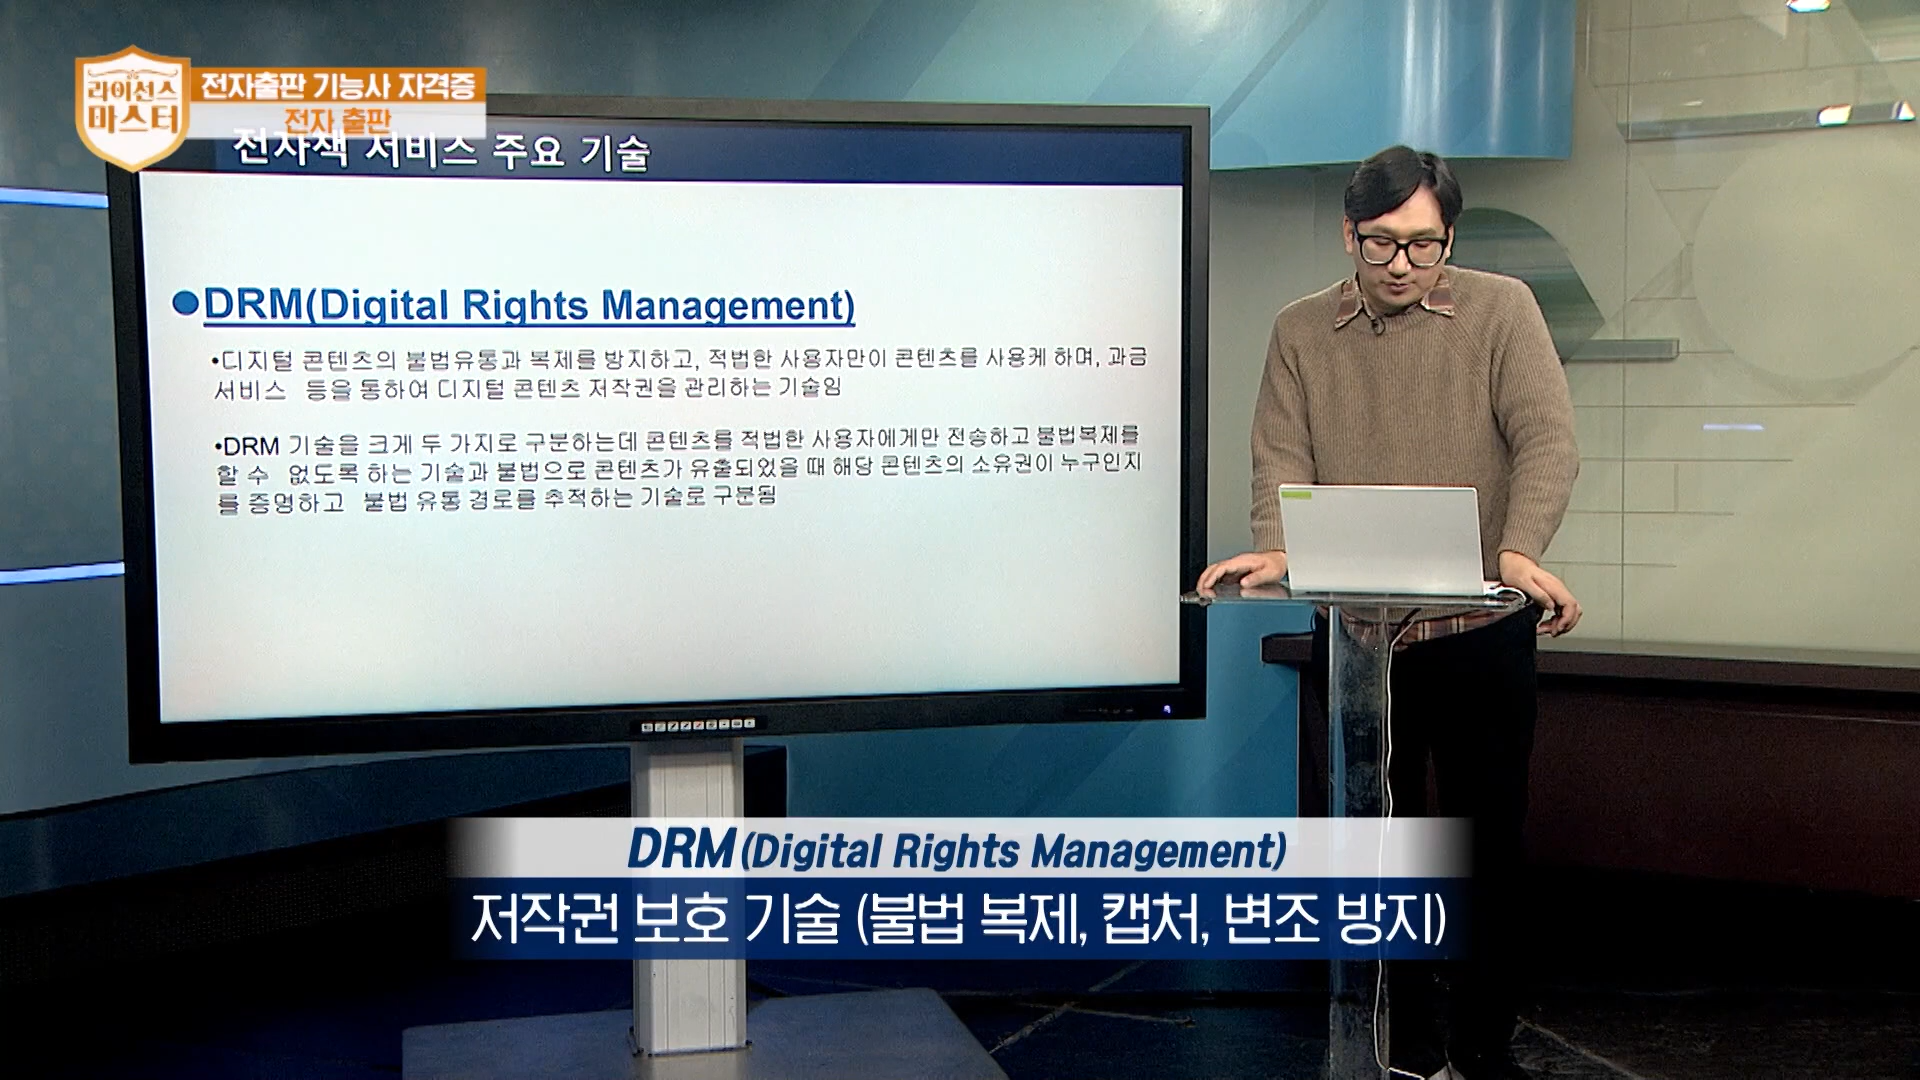 라이선스
마스터
전자출판 기능사 자격증
전자 출판
전자책 서비스 주요 기술
●DRM(Digital Rights Management)
•디지털 콘텐츠의 불법유통과 복제를 방지하고, 적법한 사용자만이 콘텐츠를 사용케 하며, 과금
서비스 등을 통하여 디지털 콘텐츠 저작권을 관리하는 기술임
•DRM 기술을 크게 두 가지로 구분하는데 콘텐츠를 적법한 사용자에게만 전송하고 불법복제를
할 수 없도록 하는 기술과 불법으로 콘텐츠가 유출되었을 때 해당 콘텐츠의 소유권이 누구인지
를 증명하고 불법 유통 경로를 추적하는 기술로 구분됨
DRM(Digital Rights Management)
저작권 보호 기술 (불법 복제, 캡처, 변조 방지)